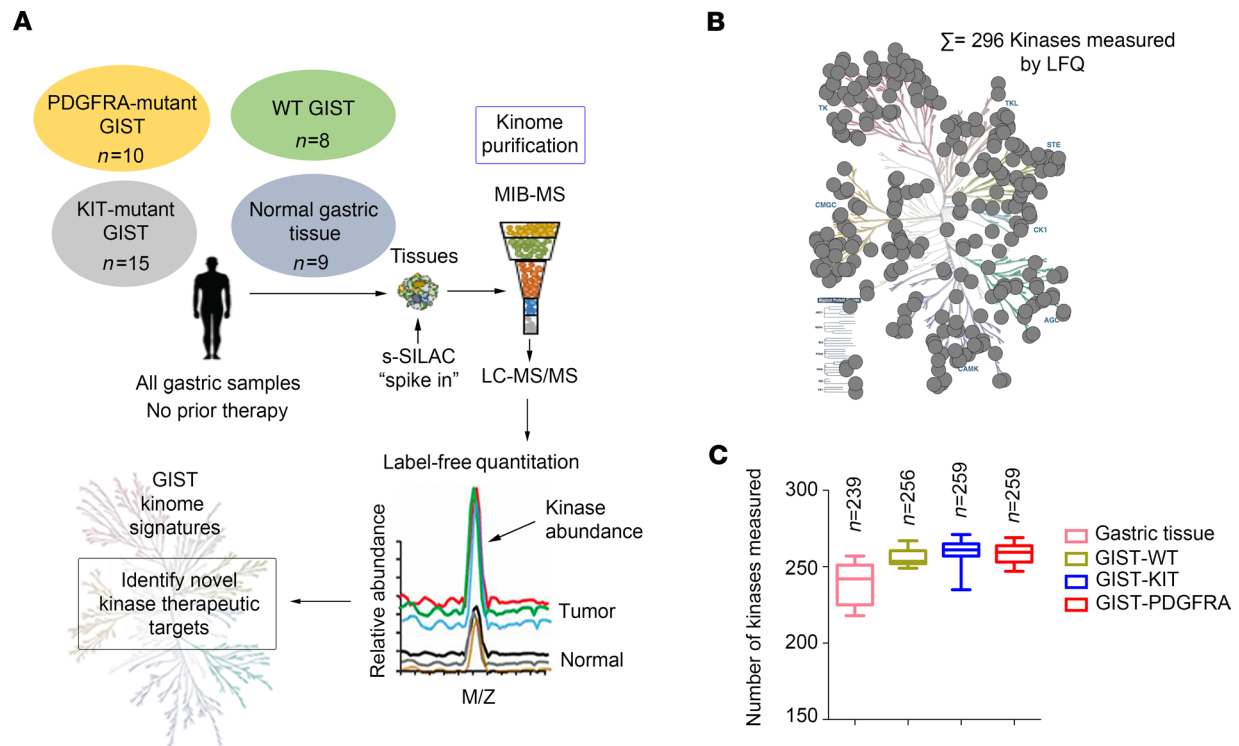 A
PDGFRA-mutant
GIST
n=10
WT GIST
n=8
KIT-mutant
GIST
n=15
Normal gastric
tissue
n=9
Kinome
purification
MIB-MS
Tissues
s-SILAC
“spike in”
LC-MS/MS
All gastric samples
No prior therapy
Label-free quantitation
GIST
kinome
signatures
Identify novel
kinase therapeutic
targets
Relative abundance
Kinase
abundance
Tumor
Normal
M/Z
B
∑= 296 Kinases measured
by LFQ
TK
TKL
STE
CMGC
CK1
AGC
CAMK
C
Number of kinases measured
300
250
200
150
n=239
n=256
n=259
n=259
Gastric tissue
GIST-WT
GIST-KIT
GIST-PDGFRA